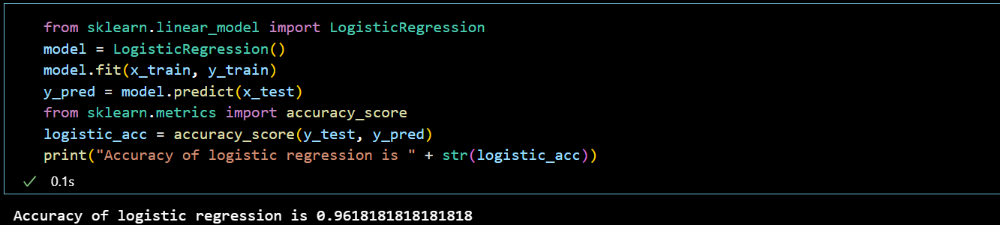 from sklearn.linear_model import LogisticRegression
model = LogisticRegression()
model.fit(x_train, y_train)
y_pred = model.predict(x_test)
from sklearn.metrics import accuracy_score
logistic_acc = accuracy_score(y_test, y_pred)
print("Accuracy of logistic regression is " + str(logistic_acc))
✓ 0.1s
Accuracy of logistic regression is 0.9618181818181818